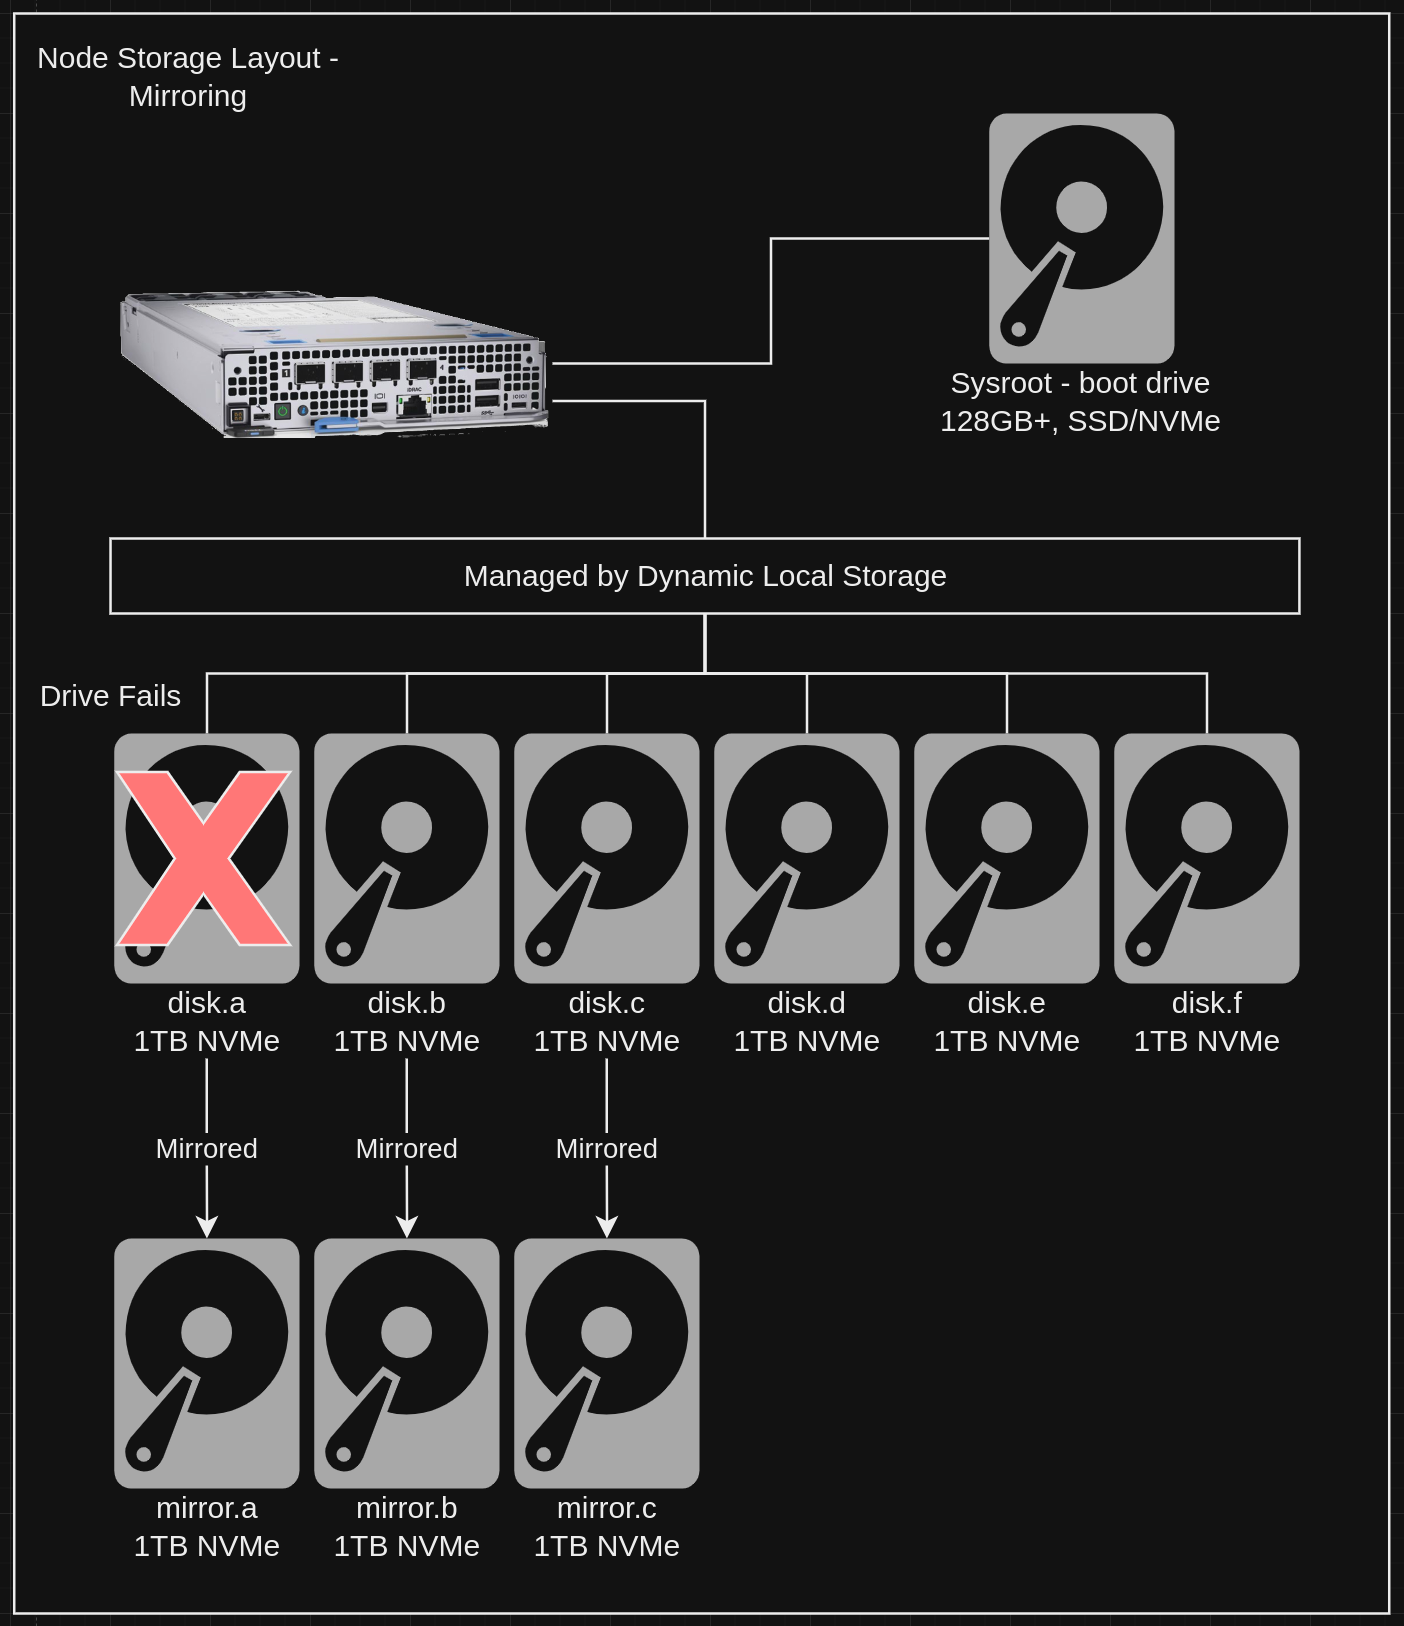 Node Storage Layout -
Mirroring
Sysroot - boot drive
128GB+, SSD/NVMe
Managed by Dynamic Local Storage
Drive Fails
X
disk.a
1TB NVMe
disk.b
1TB NVMe
disk.c
1TB NVMe
disk.d
1TB NVMe
disk.e
1TB NVMe
disk.f
1TB NVMe
Mirrored
Mirrored
Mirrored
mirror.a
1TB NVMe
mirror.b
1TB NVMe
mirror.c
1TB NVMe